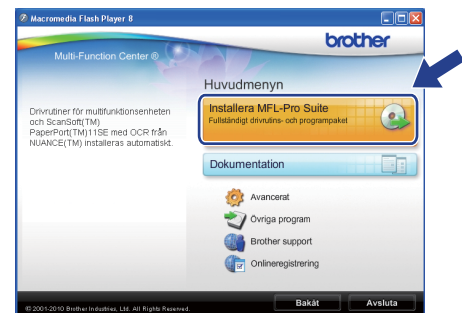 Macromedia Flash Player 8
brother
Multi-Function Center ®
Huvudmenyn
Drivrutiner för multifunktionsenheten
och ScanSoft(TM)
PaperPort(TM)11SE med OCR från
NUANCE(TM) installeras automatiskt.
Installera MFL-Pro Suite
Fullständigt drivrutins- och programpaket
Dokumentation
Avancerat
Övriga program
Brother support
Onlineregistrering
© 2001-2010 Brother Industries, Ltd. All Rights Reserved.
Bakåt
Avsluta